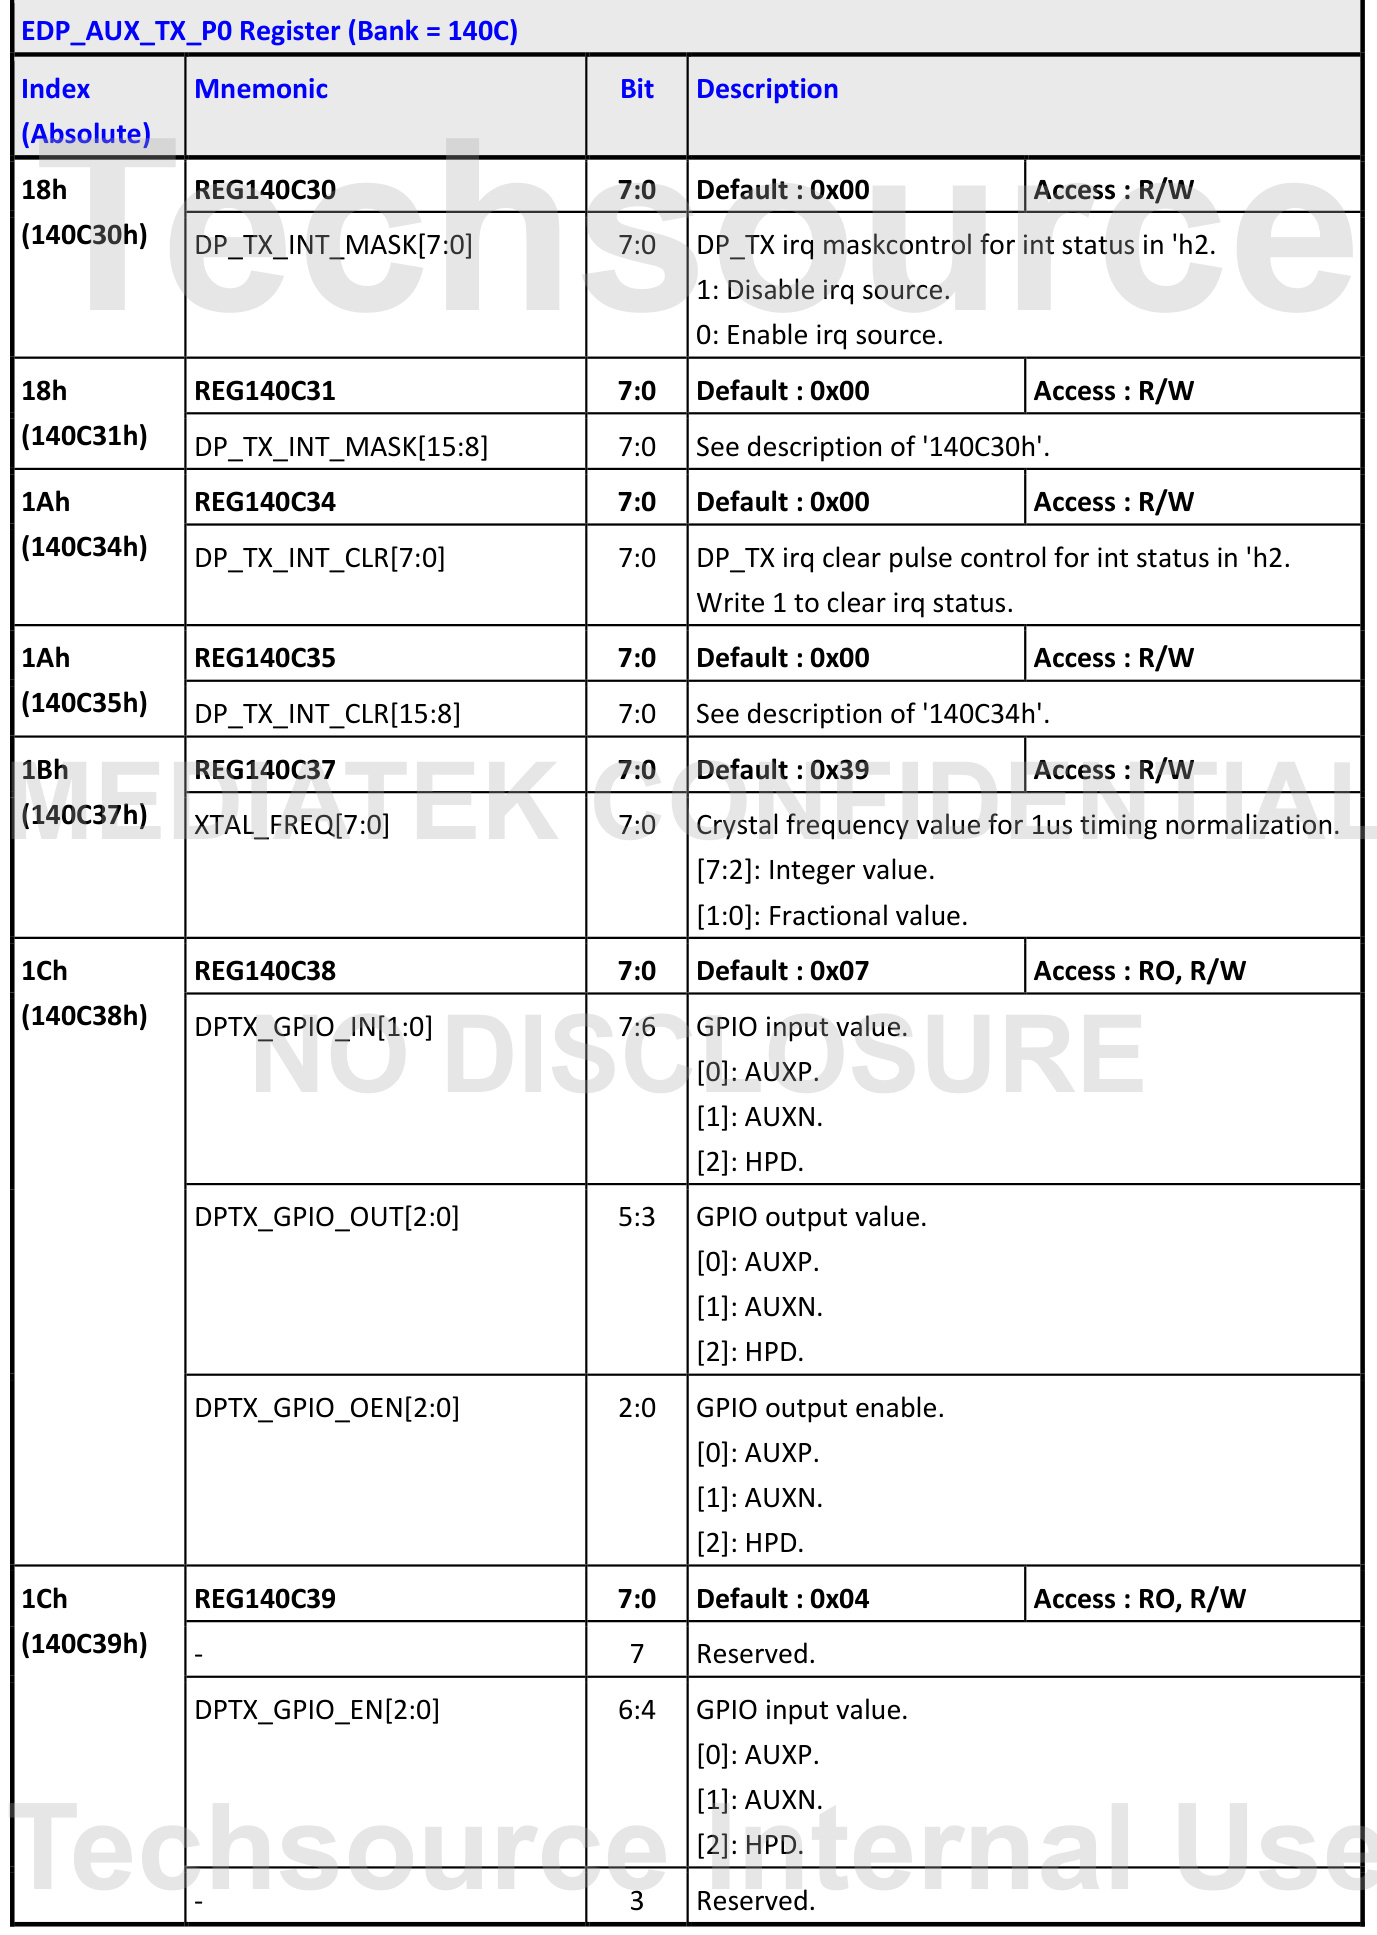 EDP_AUX_TX_P0 Register (Bank = 140C)
Index (Absolute) Mnemonic Bit Description
18h (140C30h) REG140C30 7:0 Default : 0x00 Access : R/W
DP_TX_INT_MASK[7:0] 7:0 DP_TX irq maskcontrol for int status in 'h2.
1: Disable irq source.
0: Enable irq source.
18h (140C31h) REG140C31 7:0 Default : 0x00 Access : R/W
DP_TX_INT_MASK[15:8] 7:0 See description of '140C30h'.
1Ah (140C34h) REG140C34 7:0 Default : 0x00 Access : R/W
DP_TX_INT_CLR[7:0] 7:0 DP_TX irq clear pulse control for int status in 'h2.
Write 1 to clear irq status.
1Ah (140C35h) REG140C35 7:0 Default : 0x00 Access : R/W
DP_TX_INT_CLR[15:8] 7:0 See description of '140C34h'.
1Bh (140C37h) REG140C37 7:0 Default : 0x39 Access : R/W
XTAL_FREQ[7:0] 7:0 Crystal frequency value for 1us timing normalization.
[7:2]: Integer value.
[1:0]: Fractional value.
1Ch (140C38h) REG140C38 7:0 Default : 0x07 Access : RO, R/W
DPTX_GPIO_IN[1:0] 7:6 GPIO input value.
[0]: AUXP.
[1]: AUXN.
[2]: HPD.
DPTX_GPIO_OUT[2:0] 5:3 GPIO output value.
[0]: AUXP.
[1]: AUXN.
[2]: HPD.
DPTX_GPIO_OEN[2:0] 2:0 GPIO output enable.
[0]: AUXP.
[1]: AUXN.
[2]: HPD.
1Ch (140C39h) REG140C39 7:0 Default : 0x04 Access : RO, R/W
- 7 Reserved.
DPTX_GPIO_EN[2:0] 6:4 GPIO input value.
[0]: AUXP.
[1]: AUXN.
[2]: HPD.
- 3 Reserved.
Techsource
MEDIATEK CONFIDENTIAL
NO DISCLOSURE
Techsource Internal Use